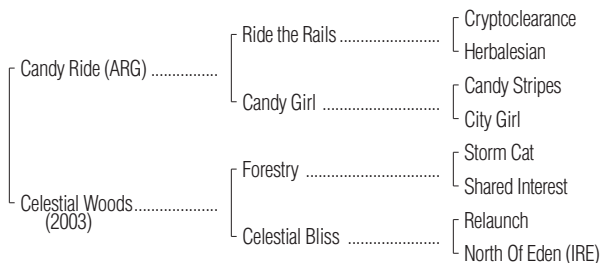 Cryptoclearance
Ride the Rails
Herbalesian
Candy Ride (ARG)
Candy Stripes
Candy Girl
City Girl
Storm Cat
Forestry
Shared Interest
Celestial Woods
(2003)
Relaunch
Celestial Bliss
North Of Eden (IRE)